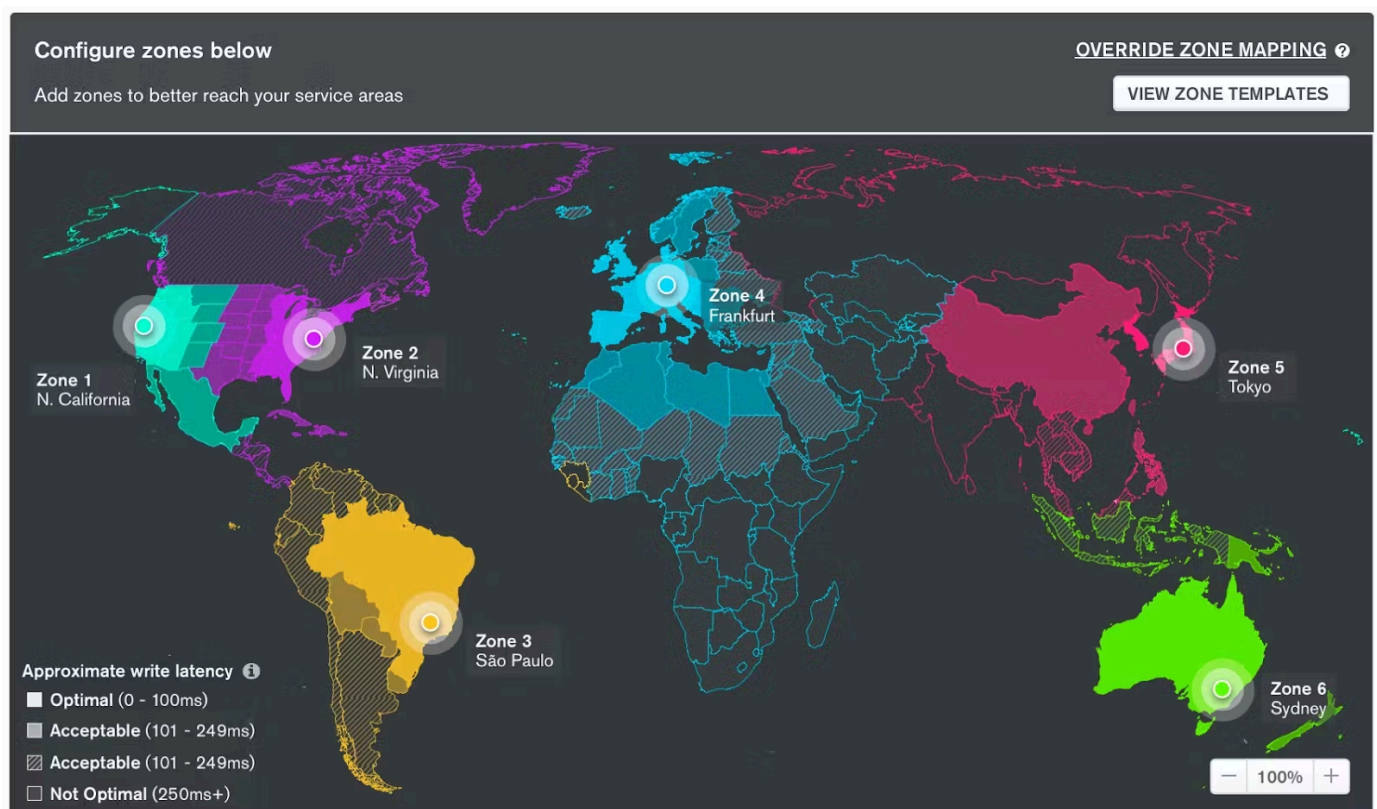 Configure zones below
OVERRIDE ZONE MAPPING ?
Add zones to better reach your service areas
VIEW ZONE TEMPLATES
Zone 4
Frankfurt
Zone 2
N. Virginia
Zone 1
N. California
Zone 5
Tokyo
Zone 3
São Paulo
Zone 6
Sydney
Approximate write latency i
Optimal (0 - 100ms)
Acceptable (101 - 249ms)
Acceptable (101 - 249ms)
Not Optimal (250ms+)
− 100% +